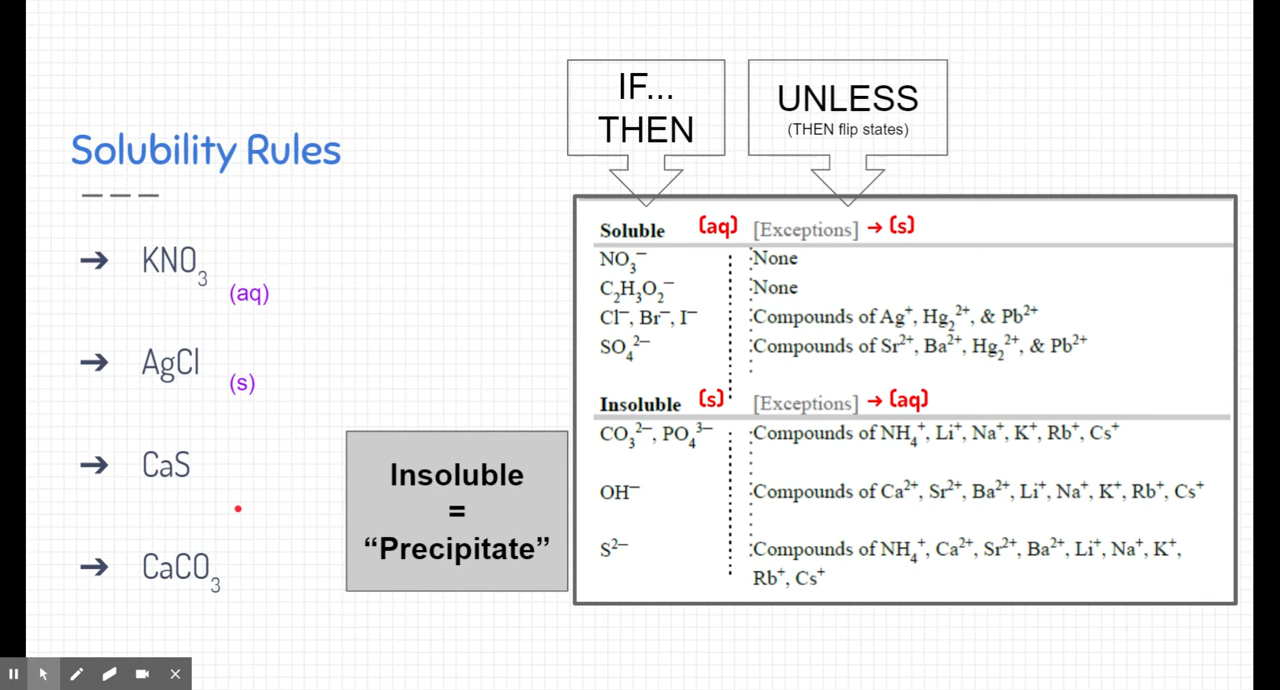 IF...
THEN
UNLESS
(THEN flip states)
Solubility Rules
➔ KNO₃ (aq)
➔ AgCl (s)
➔ CaS
➔ CaCO₃
Insoluble
=
“Precipitate”
Soluble (aq) [Exceptions] → (s)
NO₃⁻ None
C₂H₃O₂⁻ None
Cl⁻, Br⁻, I⁻ Compounds of Ag⁺, Hg₂²⁺, & Pb²⁺
SO₄²⁻ Compounds of Sr²⁺, Ba²⁺, Hg₂²⁺, & Pb²⁺
Insoluble (s) [Exceptions] → (aq)
CO₃²⁻, PO₄³⁻ Compounds of NH₄⁺, Li⁺, Na⁺, K⁺, Rb⁺, Cs⁺
OH⁻ Compounds of Ca²⁺, Sr²⁺, Ba²⁺, Li⁺, Na⁺, K⁺, Rb⁺, Cs⁺
S²⁻ Compounds of NH₄⁺, Ca²⁺, Sr²⁺, Ba²⁺, Li⁺, Na⁺, K⁺,
Rb⁺, Cs⁺